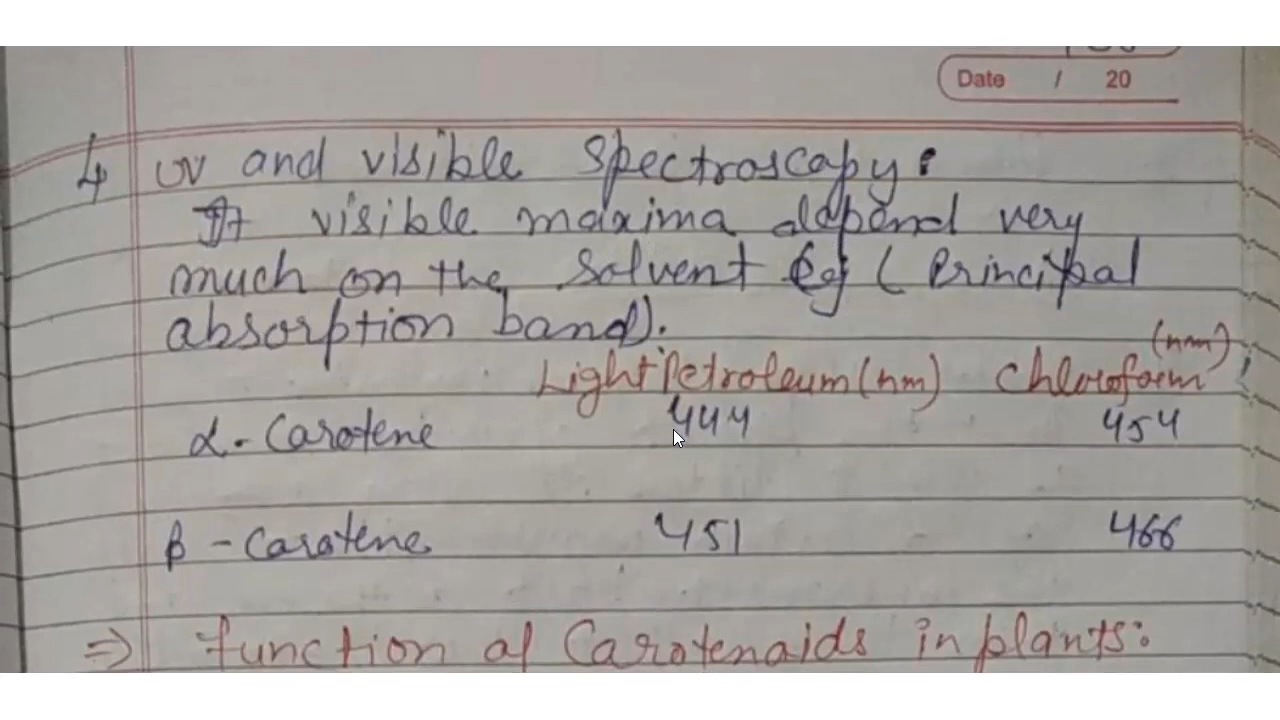 Date / 20
4 UV and visible Spectroscopy:
It visible maxima depend very
much on the solvent Eg ( Principal
absorption band).
Light Petroleum (nm) Chloroform (nm)
α-Carotene 444 454
β-Carotene 451 466
⇒ function of Carotenoids in plants: